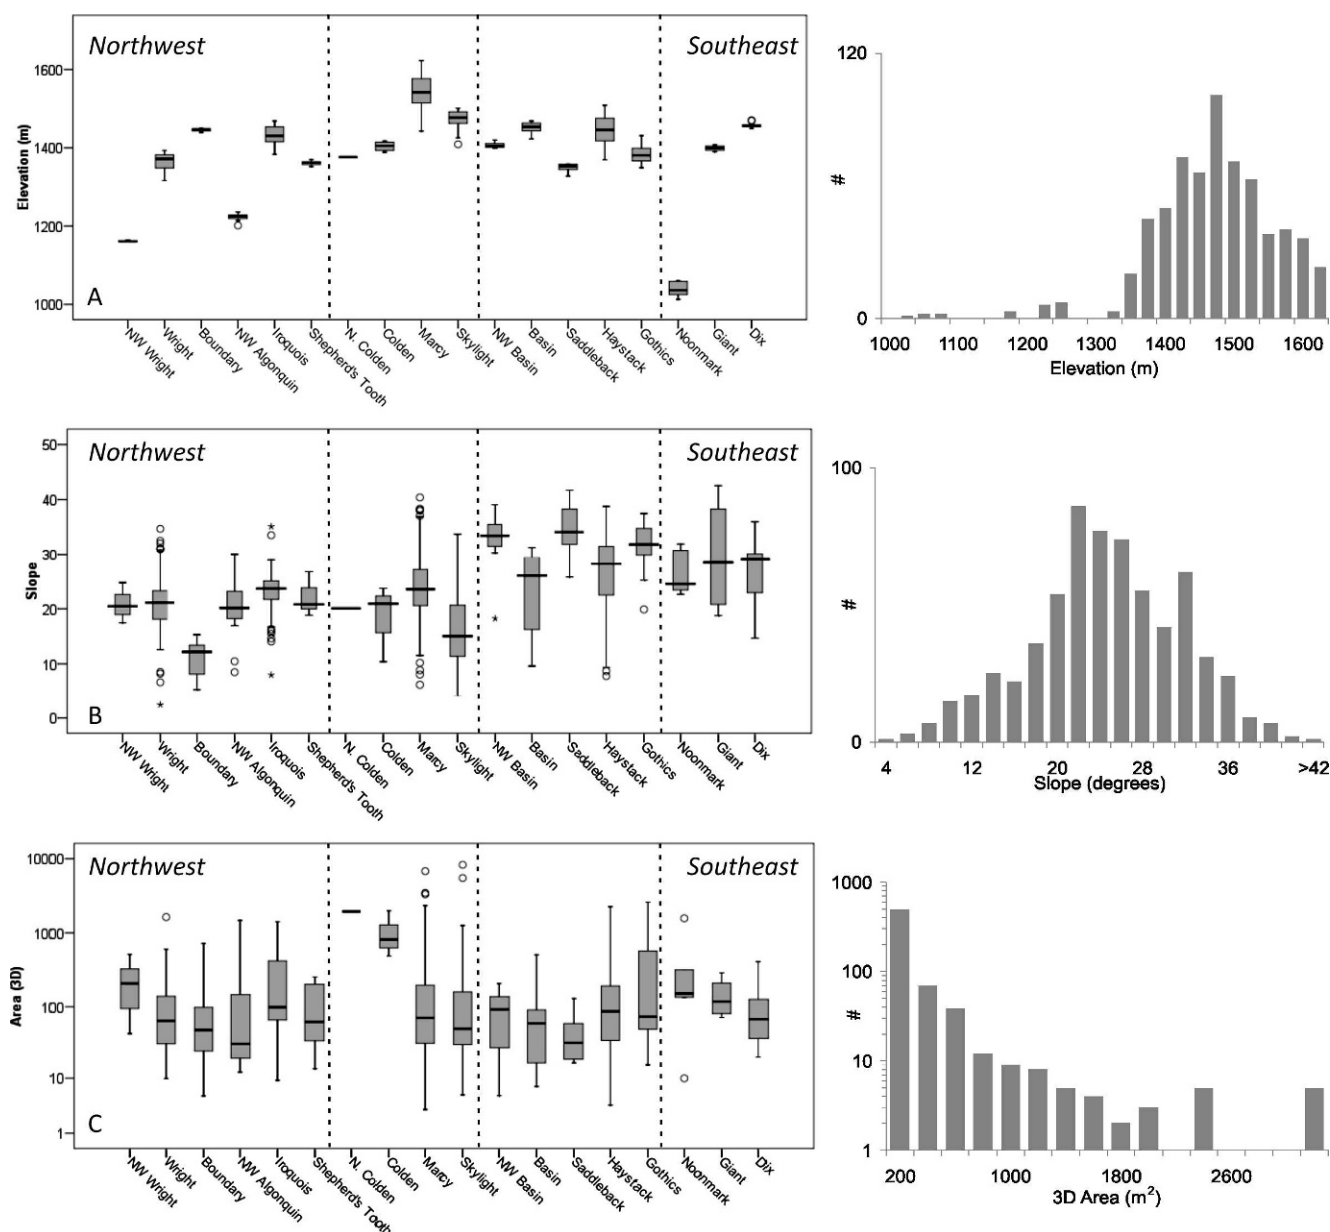 Northwest
Southeast
Elevation (m)
1600
1400
1200
1000
A
NW Wright
Wright
Boundary
NW Algonquin
Iroquois
Shepherd's Tooth
N. Colden
Colden
Marcy
Skylight
NW Basin
Basin
Saddleback
Haystack
Gothics
Noonmark
Giant
Dix
120
#
0
1000 1100 1200 1300 1400 1500 1600
Elevation (m)
Northwest
Southeast
Slope
50
40
30
20
10
0
B
NW Wright
Wright
Boundary
NW Algonquin
Iroquois
Shepherd's Tooth
N. Colden
Colden
Marcy
Skylight
NW Basin
Basin
Saddleback
Haystack
Gothics
Noonmark
Giant
Dix
100
#
0
4 12 20 28 36 >42
Slope (degrees)
Northwest
Southeast
Area (3D)
10000
1000
100
10
1
C
NW Wright
Wright
Boundary
NW Algonquin
Iroquois
Shepherd's Tooth
N. Colden
Colden
Marcy
Skylight
NW Basin
Basin
Saddleback
Haystack
Gothics
Noonmark
Giant
Dix
1000
100
#
10
1
200 1000 1800 2600
3D Area (m²)